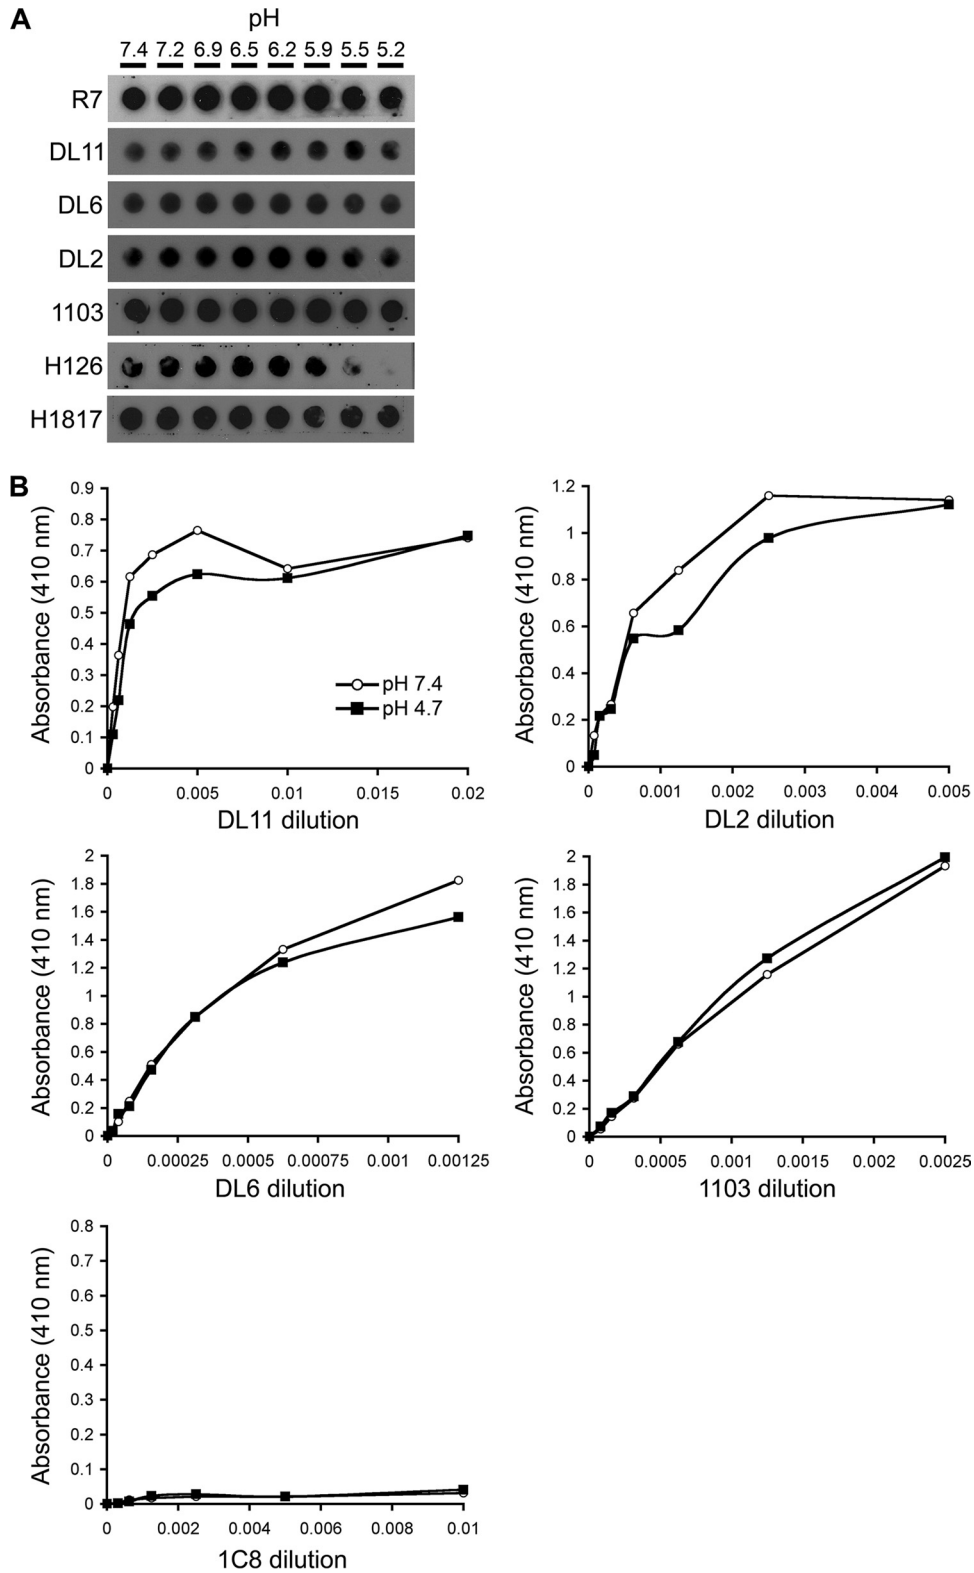 A
pH
7.4 7.2 6.9 6.5 6.2 5.9 5.5 5.2
R7
DL11
DL6
DL2
1103
H126
H1817
B
Absorbance (410 nm)
0.9
0.8
0.7
0.6
0.5
0.4
0.3
0.2
0.1
0
0 0.005 0.01 0.015 0.02
DL11 dilution
pH 7.4
pH 4.7
Absorbance (410 nm)
1.2
1
0.8
0.6
0.4
0.2
0
0 0.001 0.002 0.003 0.004 0.005
DL2 dilution
Absorbance (410 nm)
2
1.8
1.6
1.4
1.2
1
0.8
0.6
0.4
0.2
0
0 0.00025 0.0005 0.00075 0.001 0.00125
DL6 dilution
Absorbance (410 nm)
2
1.8
1.6
1.4
1.2
1
0.8
0.6
0.4
0.2
0
0 0.0005 0.001 0.0015 0.002 0.0025
1103 dilution
Absorbance (410 nm)
0.8
0.7
0.6
0.5
0.4
0.3
0.2
0.1
0
0 0.002 0.004 0.006 0.008 0.01
1C8 dilution